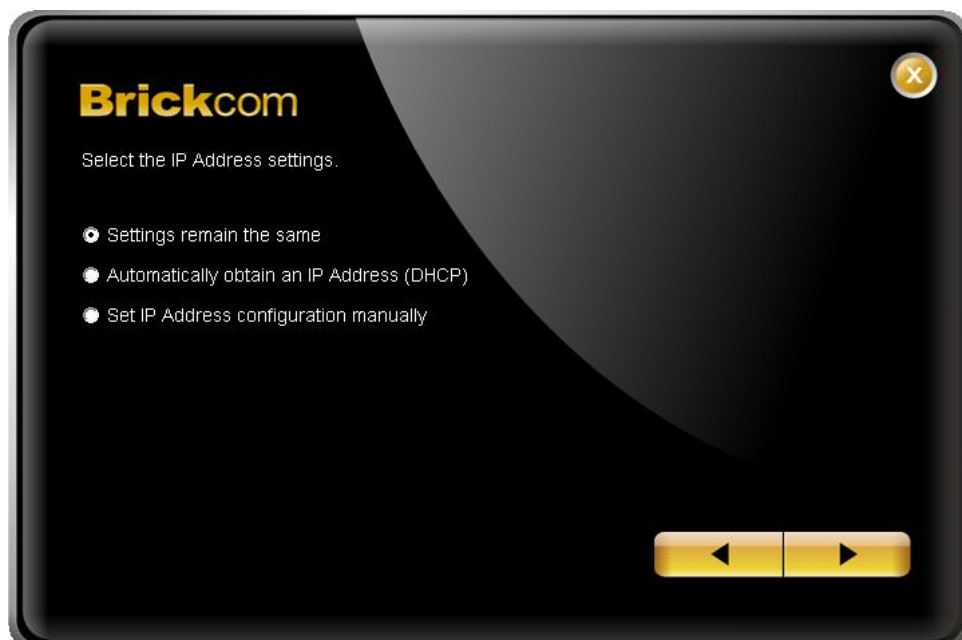 Brickcom
X
Select the IP Address settings.
Settings remain the same
Automatically obtain an IP Address (DHCP)
Set IP Address configuration manually